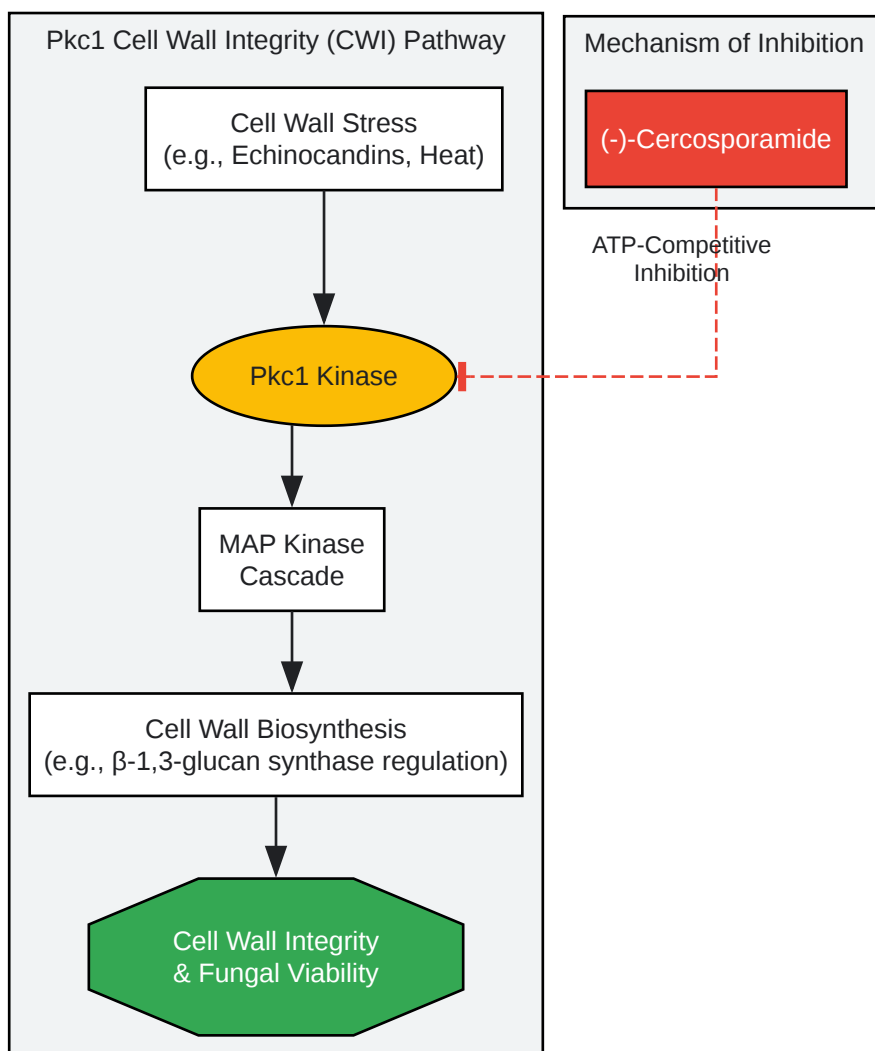 Pkc1 Cell Wall Integrity (CWI) Pathway
Cell Wall Stress
(e.g., Echinocandins, Heat)
Pkc1 Kinase
MAP Kinase
Cascade
Cell Wall Biosynthesis
(e.g., β-1,3-glucan synthase regulation)
Cell Wall Integrity
& Fungal Viability
Mechanism of Inhibition
(-)-Cercosporamide
ATP-Competitive
Inhibition